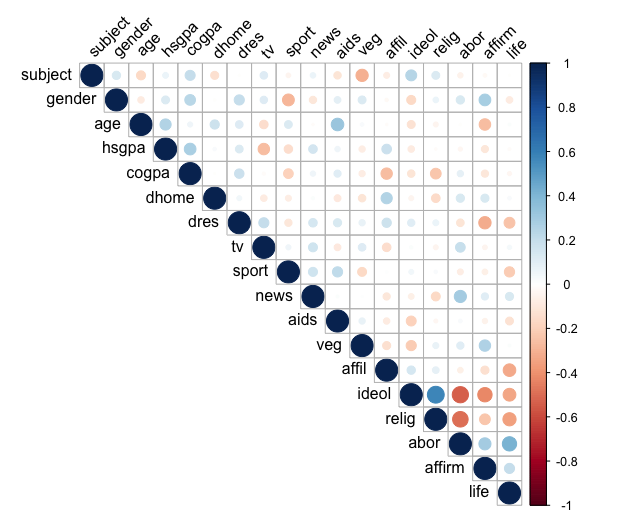 subject gender age hsgpa cogpa dhome dres tv sport news aids veg affil ideol relig abor affirm life
subject
gender
age
hsgpa
cogpa
dhome
dres
tv
sport
news
aids
veg
affil
ideol
relig
abor
affirm
life
1
0.8
0.6
0.4
0.2
0
-0.2
-0.4
-0.6
-0.8
-1